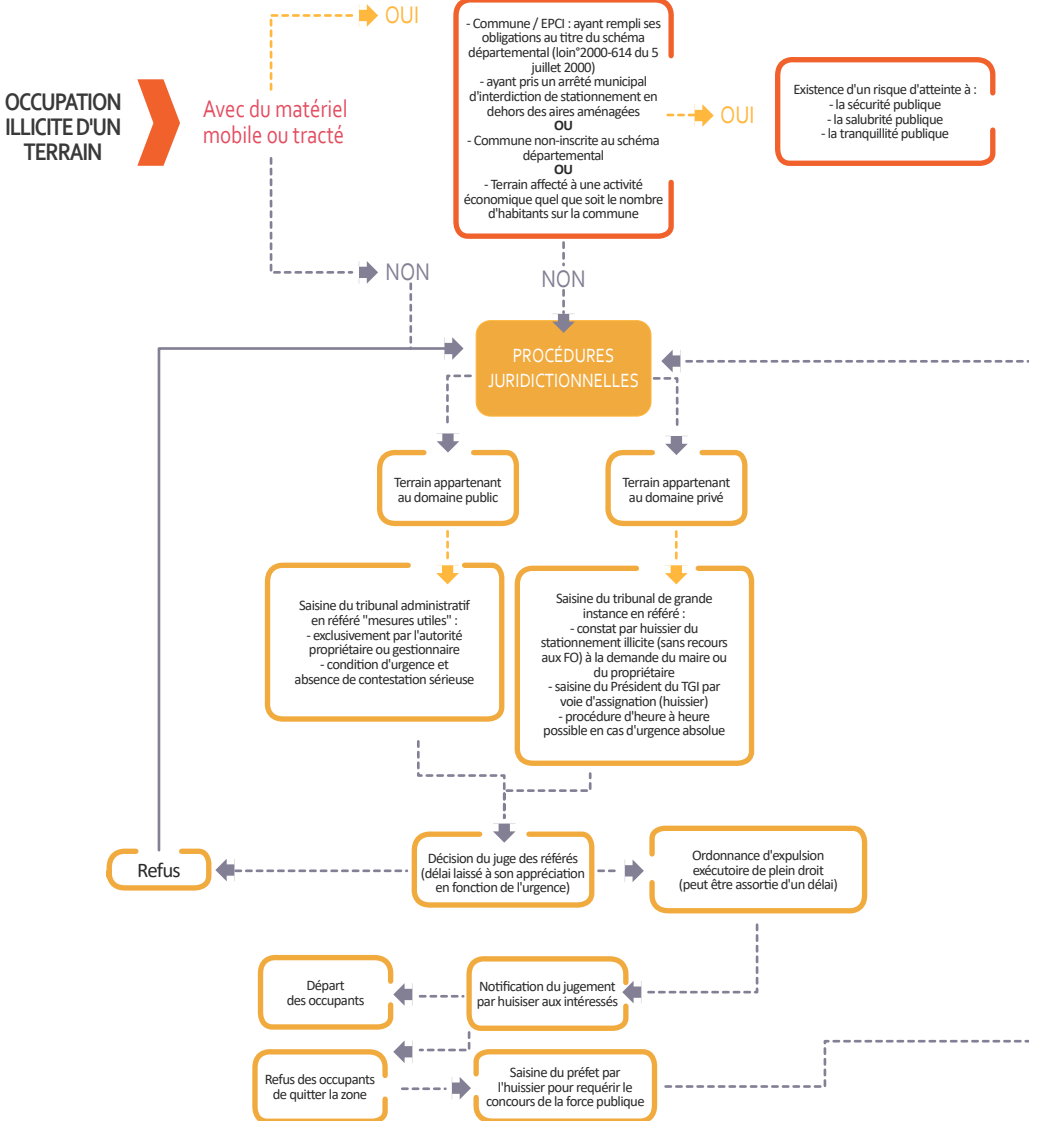 OCCUPATION
ILLICITE D'UN
TERRAIN
Avec du matériel
mobile ou tracté
OUI
- Commune / EPCI : ayant rempli ses
obligations au titre du schéma
départemental (loin°2000-614 du 5
juillet 2000)
- ayant pris un arrêté municipal
d'interdiction de stationnement en
dehors des aires aménagées
OU
- Commune non-inscrite au schéma
départemental
OU
- Terrain affecté à une activité
économique quel que soit le nombre
d'habitants sur la commune
OUI
Existence d'un risque d'atteinte à :
- la sécurité publique
- la salubrité publique
- la tranquillité publique
NON
NON
PROCÉDURES
JURIDICTIONNELLES
Terrain appartenant
au domaine public
Terrain appartenant
au domaine privé
Saisine du tribunal administratif
en référé "mesures utiles" :
- exclusivement par l'autorité
propriétaire ou gestionnaire
- condition d'urgence et
absence de contestation sérieuse
Saisine du tribunal de grande
instance en référé :
- constat par huissier du
stationnement illicite (sans recours
aux FO) à la demande du maire ou
du propriétaire
- saisine du Président du TGI par
voie d'assignation (huissier)
- procédure d'heure à heure
possible en cas d'urgence absolue
Refus
Décision du juge des référés
(délai laissé à son appréciation
en fonction de l'urgence)
Ordonnance d'expulsion
exécutoire de plein droit
(peut être assortie d'un délai)
Départ
des occupants
Notification du jugement
par huisiser aux intéressés
Refus des occupants
de quitter la zone
Saisine du préfet par
l'huissier pour requérir le
concours de la force publique